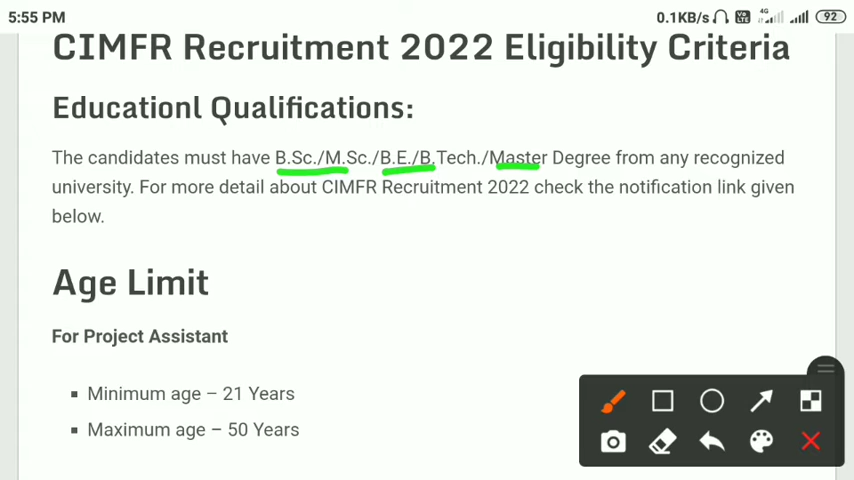 5:55 PM
0.1KB/s
4G
92
CIMFR Recruitment 2022 Eligibility Criteria
Educationl Qualifications:
The candidates must have B.Sc./M.Sc./B.E./B.Tech./Master Degree from any recognized
university. For more detail about CIMFR Recruitment 2022 check the notification link given
below.
Age Limit
For Project Assistant
▪ Minimum age – 21 Years
▪ Maximum age – 50 Years